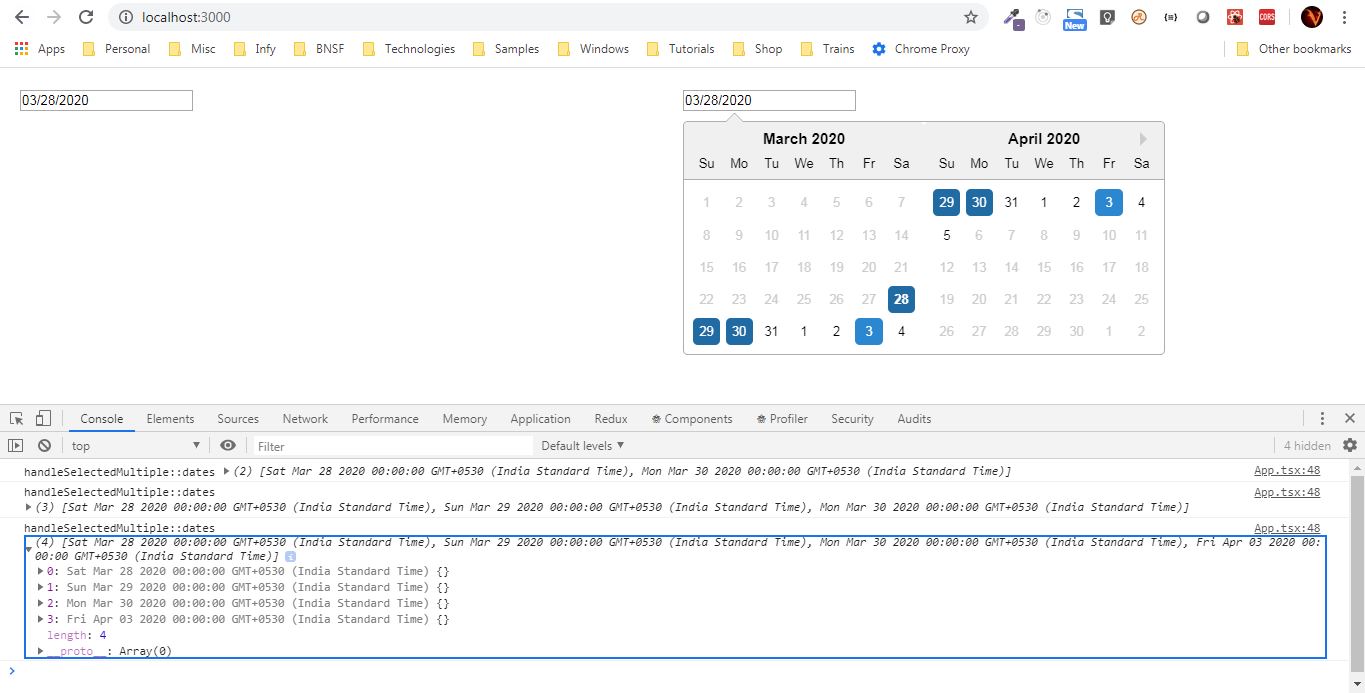 localhost:3000
New
CORS
Apps Personal Misc Infy BNSF Technologies Samples Windows Tutorials Shop Trains Chrome Proxy Other bookmarks
03/28/2020 03/28/2020
March 2020 April 2020
Su Mo Tu We Th Fr Sa Su Mo Tu We Th Fr Sa
1 2 3 4 5 6 7 29 30 31 1 2 3 4
8 9 10 11 12 13 14 5 6 7 8 9 10 11
15 16 17 18 19 20 21 12 13 14 15 16 17 18
22 23 24 25 26 27 28 19 20 21 22 23 24 25
29 30 31 1 2 3 4 26 27 28 29 30 1 2
Console Elements Sources Network Performance Memory Application Redux Components Profiler Security Audits
top Filter Default levels 4 hidden
handleSelectedMultiple::dates (2) [Sat Mar 28 2020 00:00:00 GMT+0530 (India Standard Time), Mon Mar 30 2020 00:00:00 GMT+0530 (India Standard Time)] App.tsx:48
handleSelectedMultiple::dates App.tsx:48
(3) [Sat Mar 28 2020 00:00:00 GMT+0530 (India Standard Time), Sun Mar 29 2020 00:00:00 GMT+0530 (India Standard Time), Mon Mar 30 2020 00:00:00 GMT+0530 (India Standard Time)]
handleSelectedMultiple::dates App.tsx:48
(4) [Sat Mar 28 2020 00:00:00 GMT+0530 (India Standard Time), Sun Mar 29 2020 00:00:00 GMT+0530 (India Standard Time), Mon Mar 30 2020 00:00:00 GMT+0530 (India Standard Time), Fri Apr 03 2020 00:
00:00 GMT+0530 (India Standard Time)] i
0: Sat Mar 28 2020 00:00:00 GMT+0530 (India Standard Time) {}
1: Sun Mar 29 2020 00:00:00 GMT+0530 (India Standard Time) {}
2: Mon Mar 30 2020 00:00:00 GMT+0530 (India Standard Time) {}
3: Fri Apr 03 2020 00:00:00 GMT+0530 (India Standard Time) {}
length: 4
__proto__: Array(0)